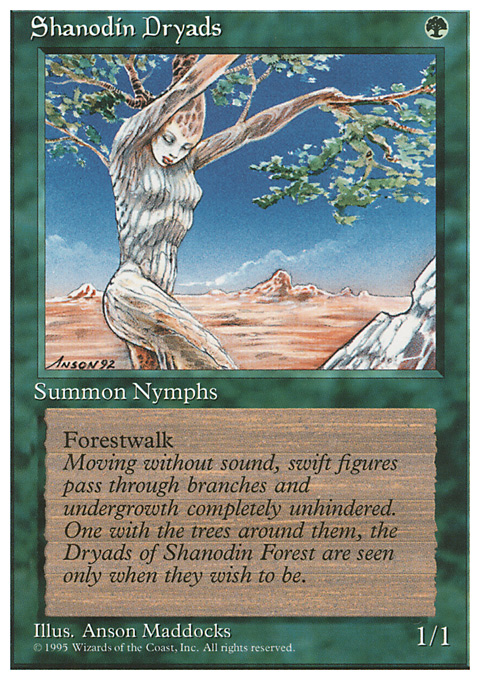 Shanodin Dryads
ANSON 92
Summon Nymphs
Forestwalk
Moving without sound, swift figures
pass through branches and
undergrowth completely unhindered.
One with the trees around them, the
Dryads of Shanodin Forest are seen
only when they wish to be.
Illus. Anson Maddocks
1/1
© 1995 Wizards of the Coast, Inc. All rights reserved.